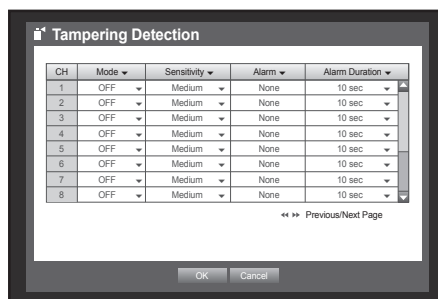 Tampering Detection
CH Mode Sensitivity Alarm Alarm Duration
1 OFF Medium None 10 sec
2 OFF Medium None 10 sec
3 OFF Medium None 10 sec
4 OFF Medium None 10 sec
5 OFF Medium None 10 sec
6 OFF Medium None 10 sec
7 OFF Medium None 10 sec
8 OFF Medium None 10 sec
Previous/Next Page
OK Cancel